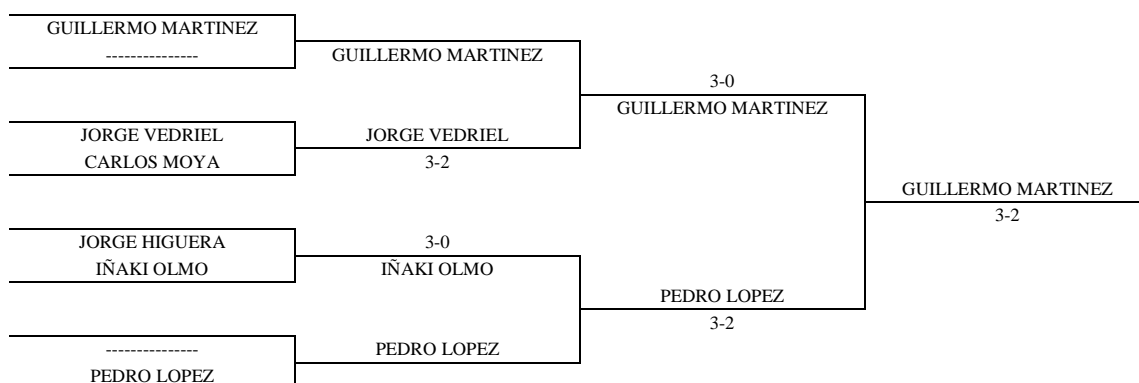 GUILLERMO MARTINEZ
---------------
GUILLERMO MARTINEZ
3-0
GUILLERMO MARTINEZ
JORGE VEDRIEL
JORGE VEDRIEL
CARLOS MOYA
3-2
GUILLERMO MARTINEZ
3-2
JORGE HIGUERA
3-0
IÑAKI OLMO
IÑAKI OLMO
PEDRO LOPEZ
3-2
---------------
PEDRO LOPEZ
PEDRO LOPEZ